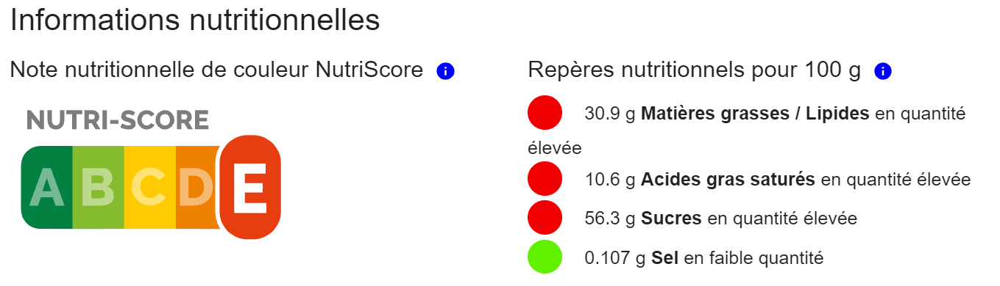 Informations nutritionnelles
Note nutritionnelle de couleur NutriScore
NUTRI-SCORE
A B C D E
Repères nutritionnels pour 100 g
30.9 g Matières grasses / Lipides en quantité
élevée
10.6 g Acides gras saturés en quantité élevée
56.3 g Sucres en quantité élevée
0.107 g Sel en faible quantité